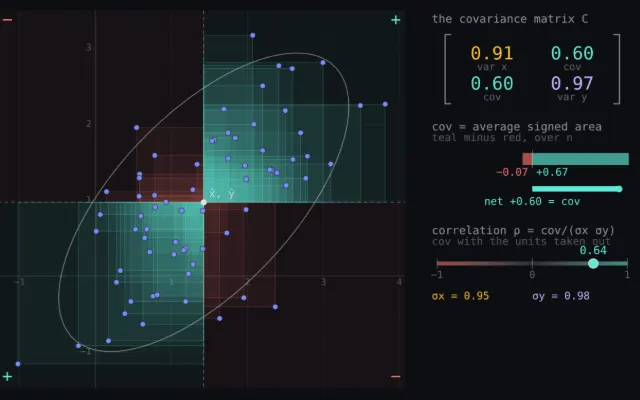 − +
3
2
1
x̄, ȳ
−1 1 2 3 4
−1
+ −
the covariance matrix C
0.91 0.60
var x cov
0.60 0.97
cov var y
cov = average signed area
teal minus red, over n
−0.07 +0.67
net +0.60 = cov
correlation ρ = cov/(σx σy)
cov with the units taken out
0.64
−1 0 1
σx = 0.95 σy = 0.98